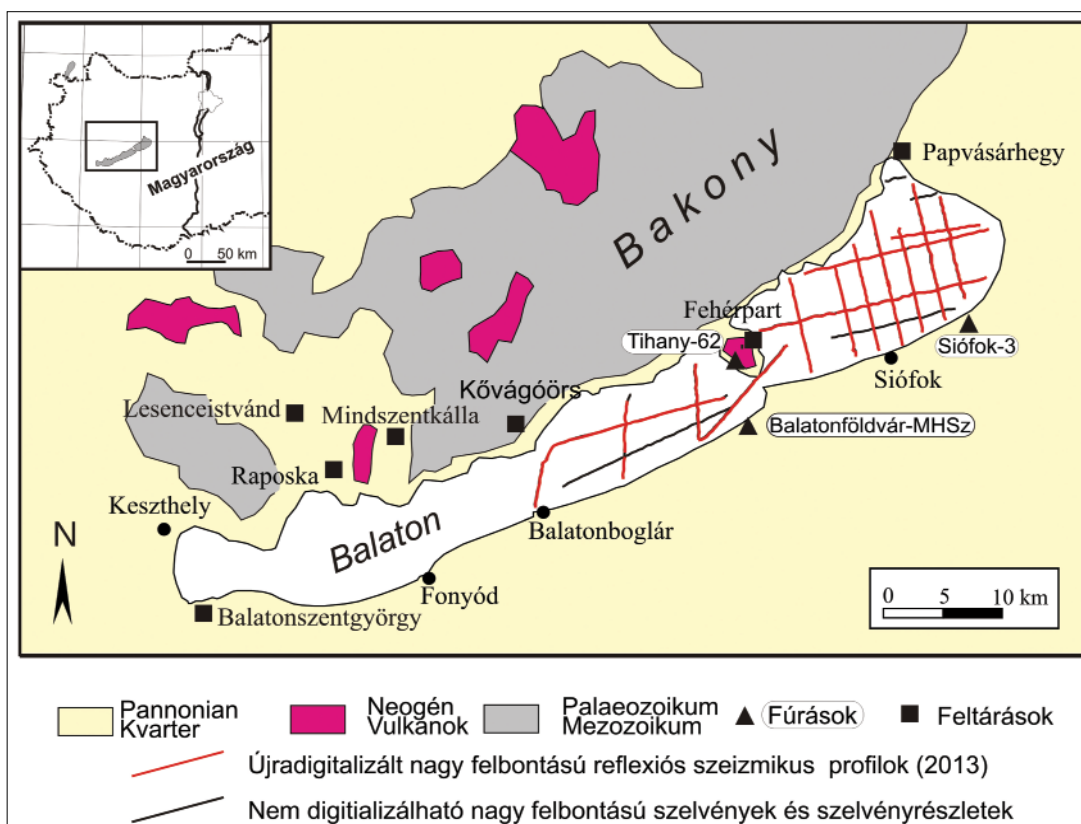 Magyarország
0 50 km
Bakony
Papvásárhegy
Fehérpart
Tihany-62
Siófok-3
Siófok
Kővágóörs
Lesenceistvánd
Mindszentkálla
Balatonföldvár-MHSz
Raposka
Keszthely
N
Balaton
Balatonboglár
Fonyód
Balatonszentgyörgy
0 5 10 km
Pannonian
Kvarter
Neogén
Vulkánok
Palaeozoikum
Mezozoikum
Fúrások
Feltárások
Újradigitalizált nagy felbontású reflexiós szeizmikus profilok (2013)
Nem digitializálható nagy felbontású szelvények és szelvényrészletek